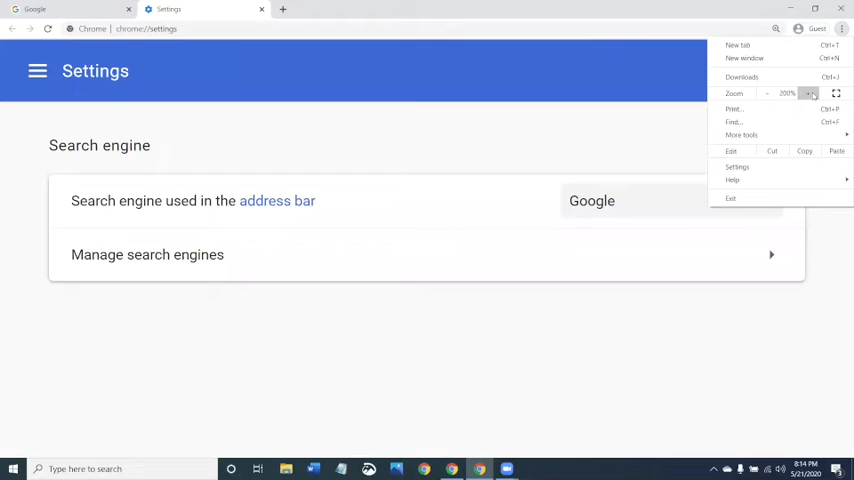 Google
Settings
Chrome | chrome://settings
Guest
Settings
New tab Ctrl+T
New window Ctrl+N
Downloads Ctrl+J
Zoom - 200% +
Print... Ctrl+P
Find... Ctrl+F
More tools
Edit Cut Copy Paste
Settings
Help
Exit
Search engine
Search engine used in the address bar Google
Manage search engines
Type here to search
8:14 PM
5/21/2020